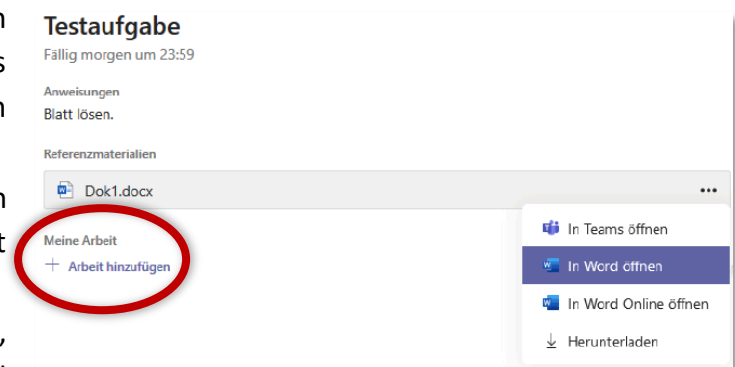 Testaufgabe
Fällig morgen um 23:59
Anweisungen
Blatt lösen.
Referenzmaterialien
Dok1.docx
In Teams öffnen
Meine Arbeit
Arbeit hinzufügen
In Word öffnen
In Word Online öffnen
Herunterladen